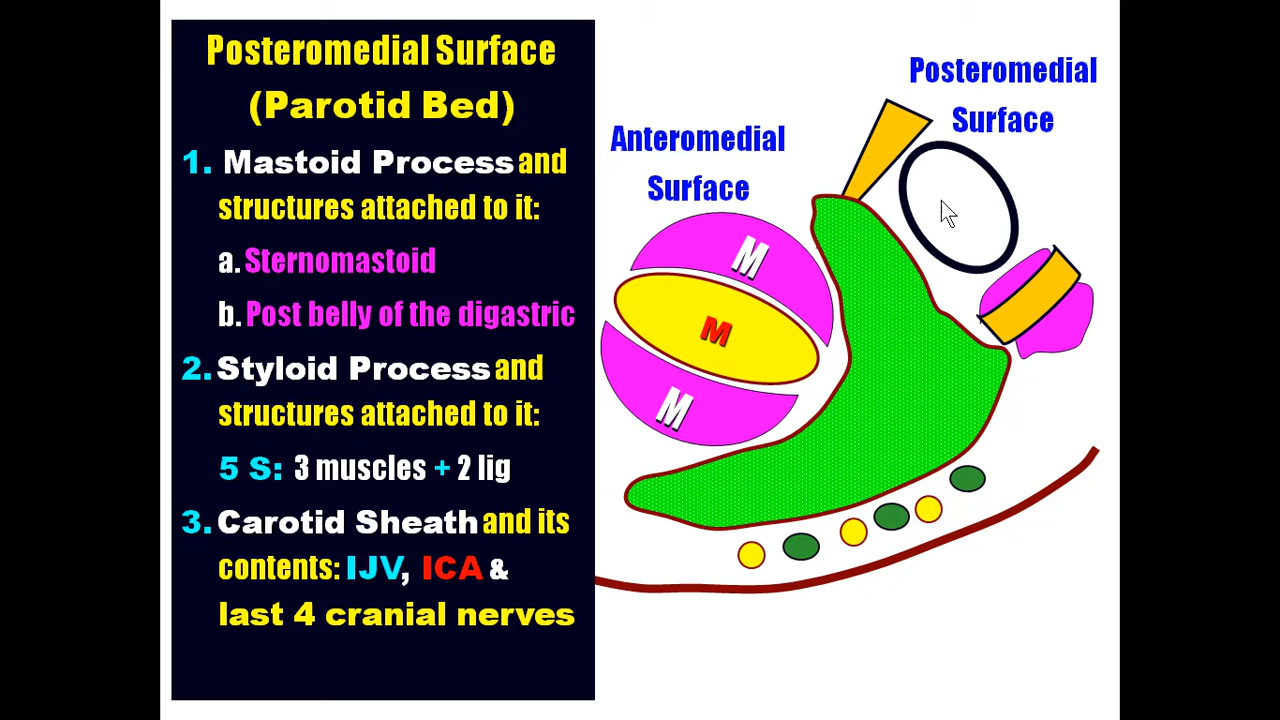 Posteromedial Surface
(Parotid Bed)
1. Mastoid Process and
structures attached to it:
a. Sternomastoid
b. Post belly of the digastric
2. Styloid Process and
structures attached to it:
5 S: 3 muscles + 2 lig
3. Carotid Sheath and its
contents: IJV, ICA &
last 4 cranial nerves
Anteromedial
Surface
Posteromedial
Surface
M
M
M